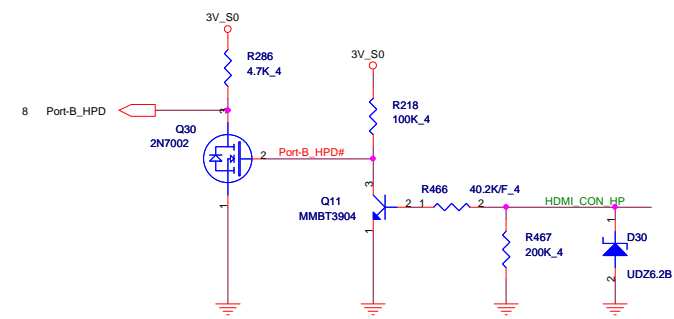 3V_S0
R286
4.7K_4
3V_S0
8 Port-B_HPD
3
R218
100K_4
Q30
2N7002
2
Port-B_HPD#
1
3
R466 40.2K/F_4
Q11
MMBT3904
2 1 2
HDMI_CON_HP
1
R467
200K_4
1
D30
2
UDZ6.2B